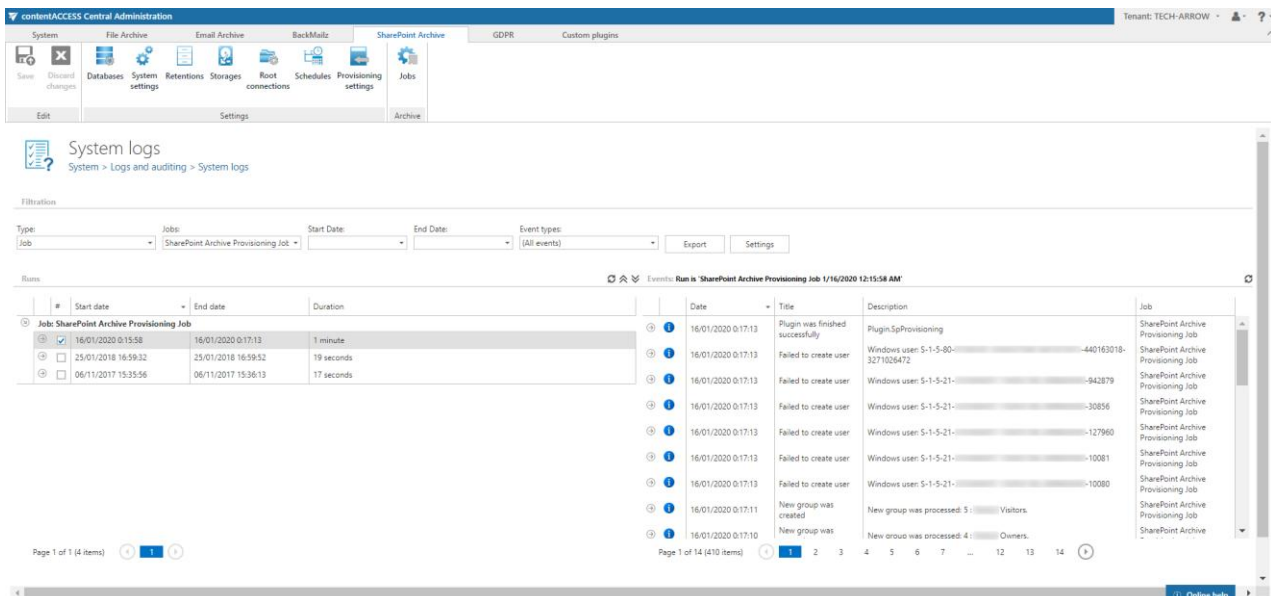 contentACCESS Central Administration
Tenant: TECH-ARROW
?
System File Archive Email Archive BackMailz SharePoint Archive GDPR Custom plugins
Save Discard changes Databases System settings Retentions Storages Root connections Schedules Provisioning settings Jobs
Edit Settings Archive
System logs
System > Logs and auditing > System logs
Filtration
Type: Jobs: Start Date: End Date: Event types:
Job SharePoint Archive Provisioning Job (All events) Export Settings
Runs
Events: Run is 'SharePoint Archive Provisioning Job 1/16/2020 12:15:58 AM'
# Start date End date Duration
Job: SharePoint Archive Provisioning Job
16/01/2020 0:15:58 16/01/2020 0:17:13 1 minute
25/01/2018 16:59:32 25/01/2018 16:59:52 19 seconds
06/11/2017 15:35:56 06/11/2017 15:36:13 17 seconds
Page 1 of 1 (4 items) 1
Date Title Description Job
16/01/2020 0:17:13 Plugin was finished successfully Plugin.SpProvisioning SharePoint Archive Provisioning Job
16/01/2020 0:17:13 Failed to create user Windows user: S-1-5-80- -440163018-3271026472 SharePoint Archive Provisioning Job
16/01/2020 0:17:13 Failed to create user Windows user: S-1-5-21- -942879 SharePoint Archive Provisioning Job
16/01/2020 0:17:13 Failed to create user Windows user: S-1-5-21- -30856 SharePoint Archive Provisioning Job
16/01/2020 0:17:13 Failed to create user Windows user: S-1-5-21- -127960 SharePoint Archive Provisioning Job
16/01/2020 0:17:13 Failed to create user Windows user: S-1-5-21- -10081 SharePoint Archive Provisioning Job
16/01/2020 0:17:13 Failed to create user Windows user: S-1-5-21- -10080 SharePoint Archive Provisioning Job
16/01/2020 0:17:11 New group was created New group was processed: 5 : Visitors. SharePoint Archive Provisioning Job
16/01/2020 0:17:10 New group was New group was processed: 4 : Owners. SharePoint Archive
Page 1 of 14 (410 items) 1 2 3 4 5 6 7 ... 12 13 14
Online help